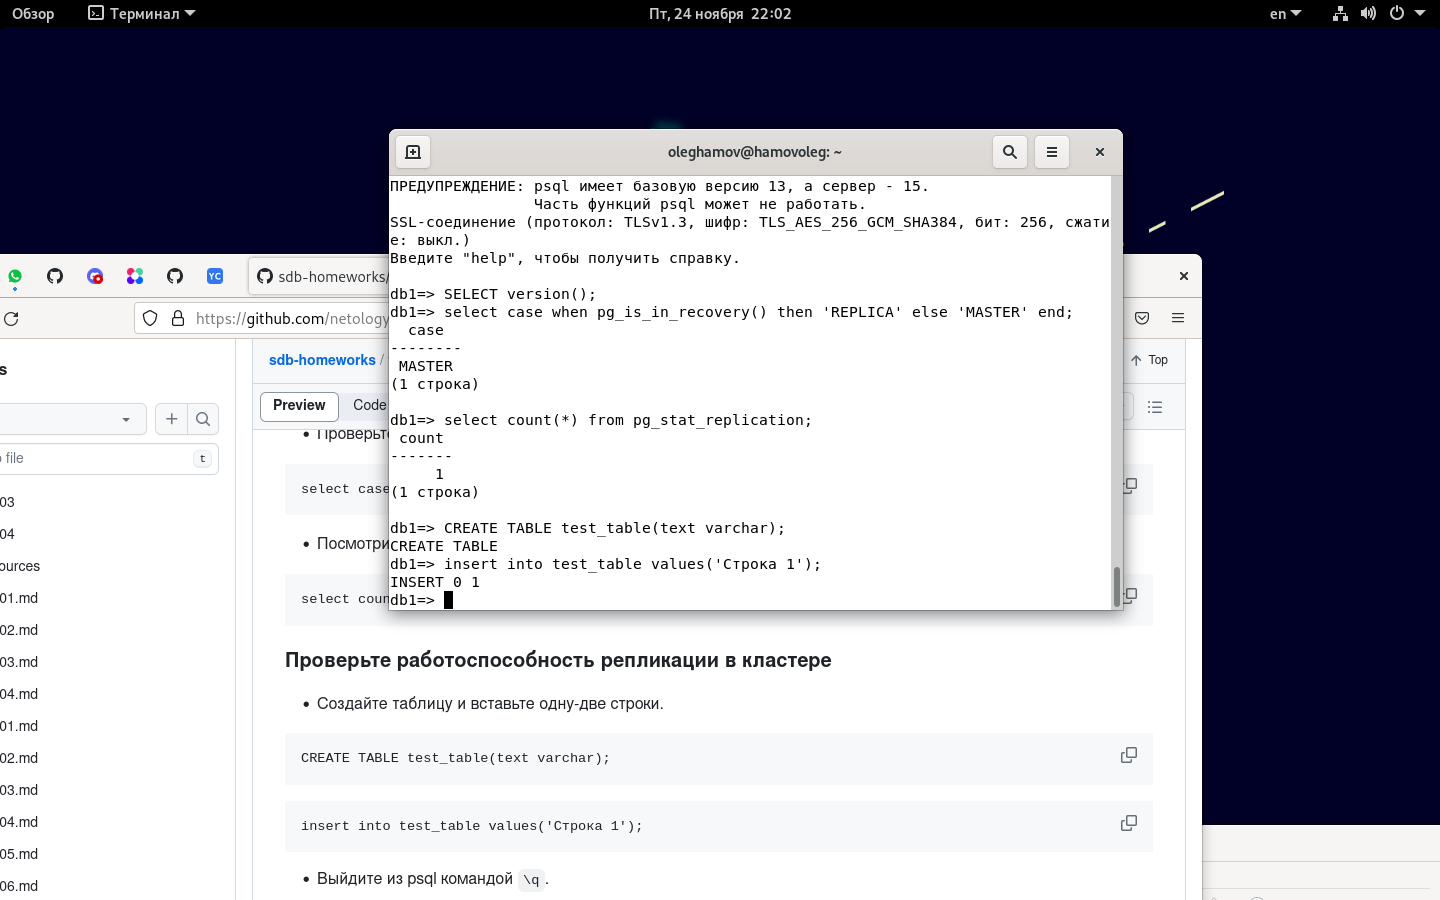 Обзор
Терминал
Пт, 24 ноября 22:02
en
oleghamov@hamovoleg: ~
ПРЕДУПРЕЖДЕНИЕ: psql имеет базовую версию 13, а сервер - 15.
Часть функций psql может не работать.
SSL-соединение (протокол: TLSv1.3, шифр: TLS_AES_256_GCM_SHA384, бит: 256, сжати
е: выкл.)
Введите "help", чтобы получить справку.
db1=> SELECT version();
db1=> select case when pg_is_in_recovery() then 'REPLICA' else 'MASTER' end;
case
--------
MASTER
(1 строка)
db1=> select count(*) from pg_stat_replication;
count
-------
1
(1 строка)
db1=> CREATE TABLE test_table(text varchar);
CREATE TABLE
db1=> insert into test_table values('Строка 1');
INSERT 0 1
db1=>
YC
sdb-homeworks/
https://github.com/netology
s
sdb-homeworks /
Top
Preview
Code
o file
t
03
04
ources
01.md
02.md
03.md
04.md
01.md
02.md
03.md
04.md
05.md
06.md
• Проверьте
select case
• Посмотри
select coun
Проверьте работоспособность репликации в кластере
• Создайте таблицу и вставьте одну-две строки.
CREATE TABLE test_table(text varchar);
insert into test_table values('Строка 1');
• Выйдите из psql командой \q.